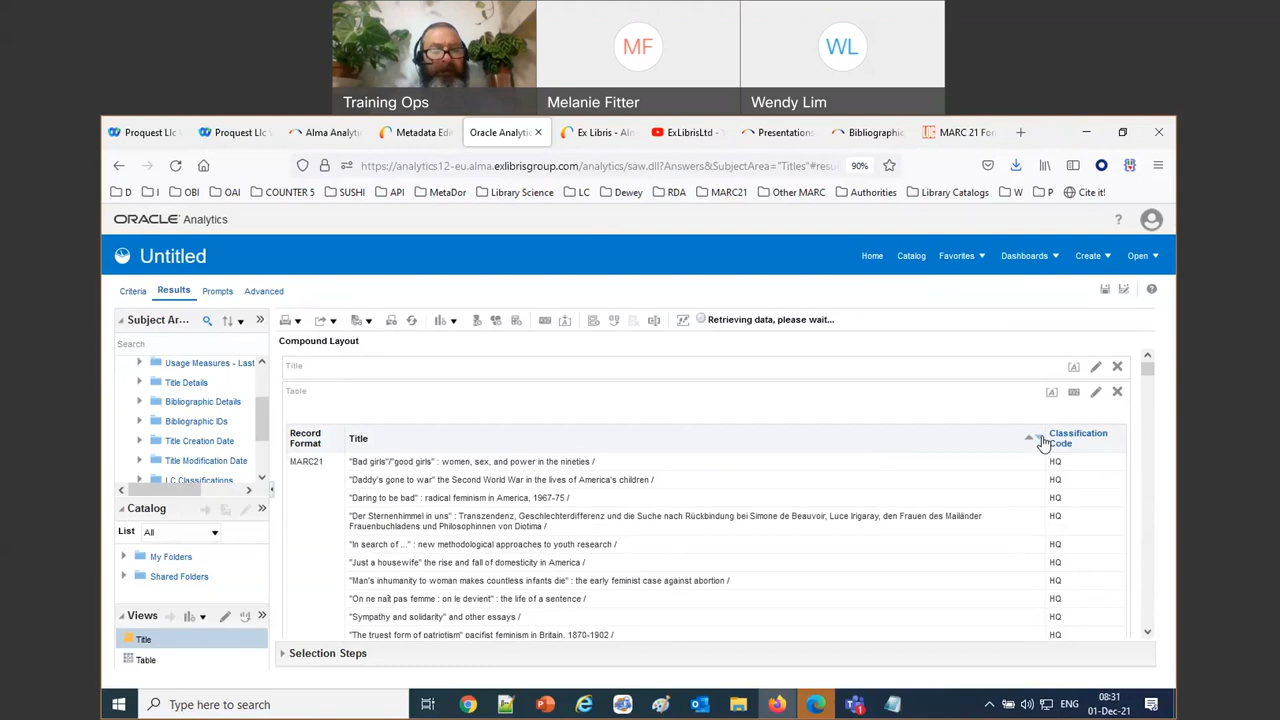 MF
WL
Training Ops
Melanie Fitter
Wendy Lim
Proquest Llc
Proquest Llc
Alma Analyti
Metadata Edi
Oracle Analytic
Ex Libris - Aln
ExLibrisLtd -
Presentations
Bibliographic
MARC 21 For
https://analytics12-eu.alma.exlibrisgroup.com/analytics/saw.dll?Answers&SubjectArea="Titles"#resu
90%
D
I
OBI
OAI
COUNTER 5
SUSHI
API
MetaDor
Library Science
LC
Dewey
RDA
MARC21
Other MARC
Authorities
Library Catalogs
W
P
Cite it!
ORACLE Analytics
Untitled
Home
Catalog
Favorites
Dashboards
Create
Open
Criteria
Results
Prompts
Advanced
Subject Ar...
Retrieving data, please wait...
Search
Compound Layout
Usage Measures - Last
Title Details
Bibliographic Details
Bibliographic IDs
Title Creation Date
Title Modification Date
LC Classifications
Catalog
List
All
My Folders
Shared Folders
Views
Title
Table
Title
Table
Record Format
Title
Classification Code
MARC21
"Bad girls"/"good girls" : women, sex, and power in the nineties /
HQ
"Daddy's gone to war" the Second World War in the lives of America's children /
HQ
"Daring to be bad" : radical feminism in America, 1967-75 /
HQ
"Der Sternenhimmel in uns" : Transzendenz, Geschlechterdifferenz und die Suche nach Rückbindung bei Simone de Beauvoir, Luce Irigaray, den Frauen des Mailänder
Frauenbuchladens und Philosophinnen von Diotima /
HQ
"In search of ..." : new methodological approaches to youth research /
HQ
"Just a housewife" the rise and fall of domesticity in America /
HQ
"Man's inhumanity to woman makes countless infants die" : the early feminist case against abortion /
HQ
"On ne naît pas femme : on le devient" : the life of a sentence /
HQ
"Sympathy and solidarity" and other essays /
HQ
"The truest form of patriotism" pacifist feminism in Britain, 1870-1902 /
HQ
Selection Steps
Type here to search
ENG
08:31
01-Dec-21